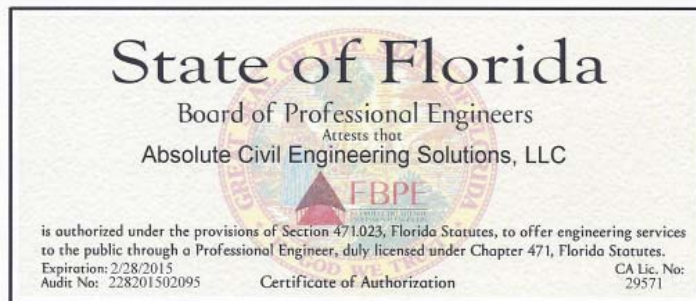 State of Florida
Board of Professional Engineers
Attests that
Absolute Civil Engineering Solutions, LLC
FBPE
is authorized under the provisions of Section 471.023, Florida Statutes, to offer engineering services
to the public through a Professional Engineer, duly licensed under Chapter 471, Florida Statutes.
Expiration: 2/28/2015
Audit No: 228201502095
Certificate of Authorization
CA Lic. No:
29571